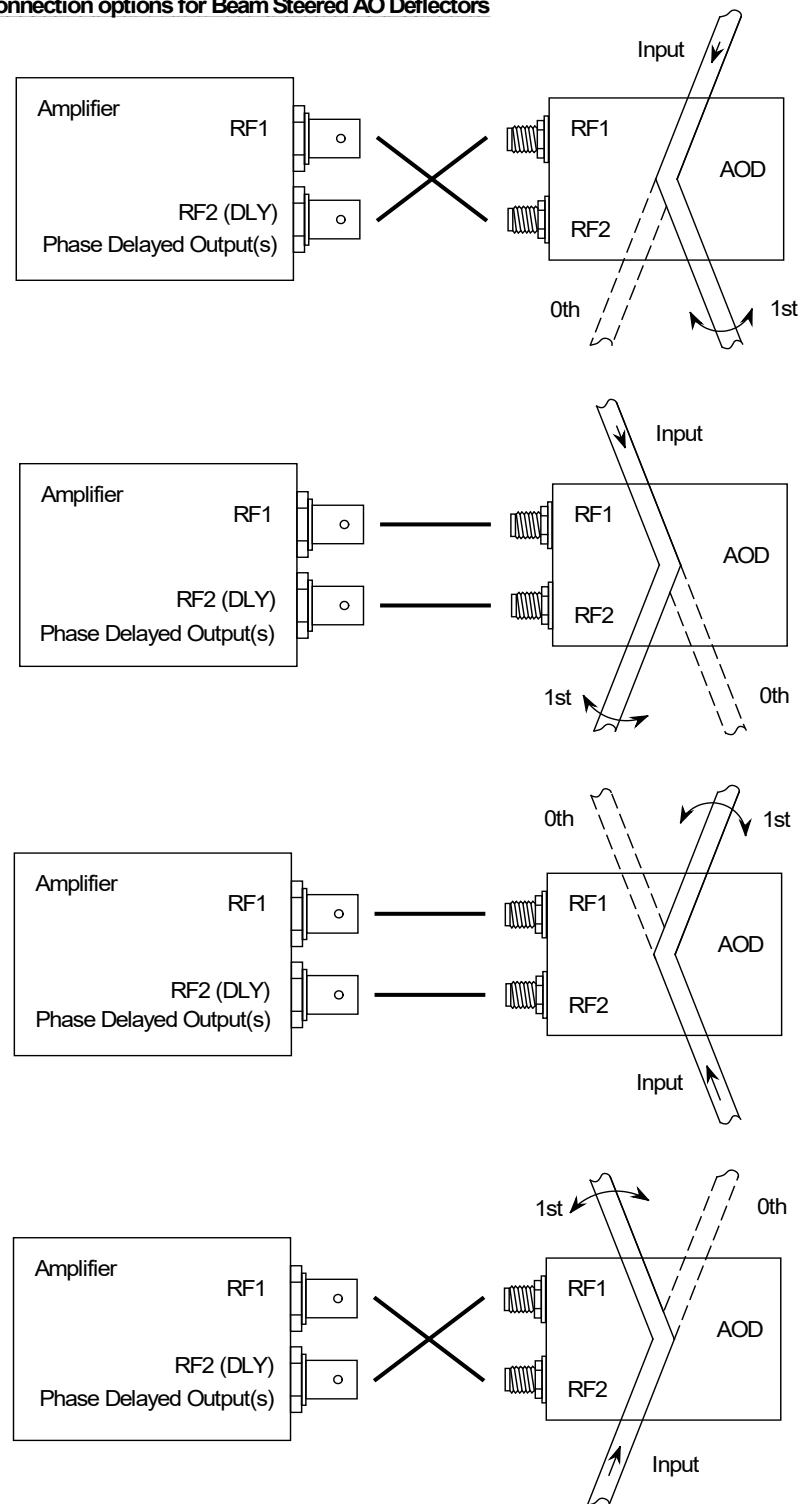 onnection options for Beam Steered AO Deflectors
Input
Amplifier
RF1
RF1
AOD
RF2 (DLY)
RF2
Phase Delayed Output(s)
0th
1st
Input
Amplifier
RF1
RF1
AOD
RF2 (DLY)
RF2
Phase Delayed Output(s)
1st
0th
0th
1st
Amplifier
RF1
RF1
AOD
RF2 (DLY)
RF2
Phase Delayed Output(s)
Input
1st
0th
Amplifier
RF1
RF1
AOD
RF2 (DLY)
RF2
Phase Delayed Output(s)
Input